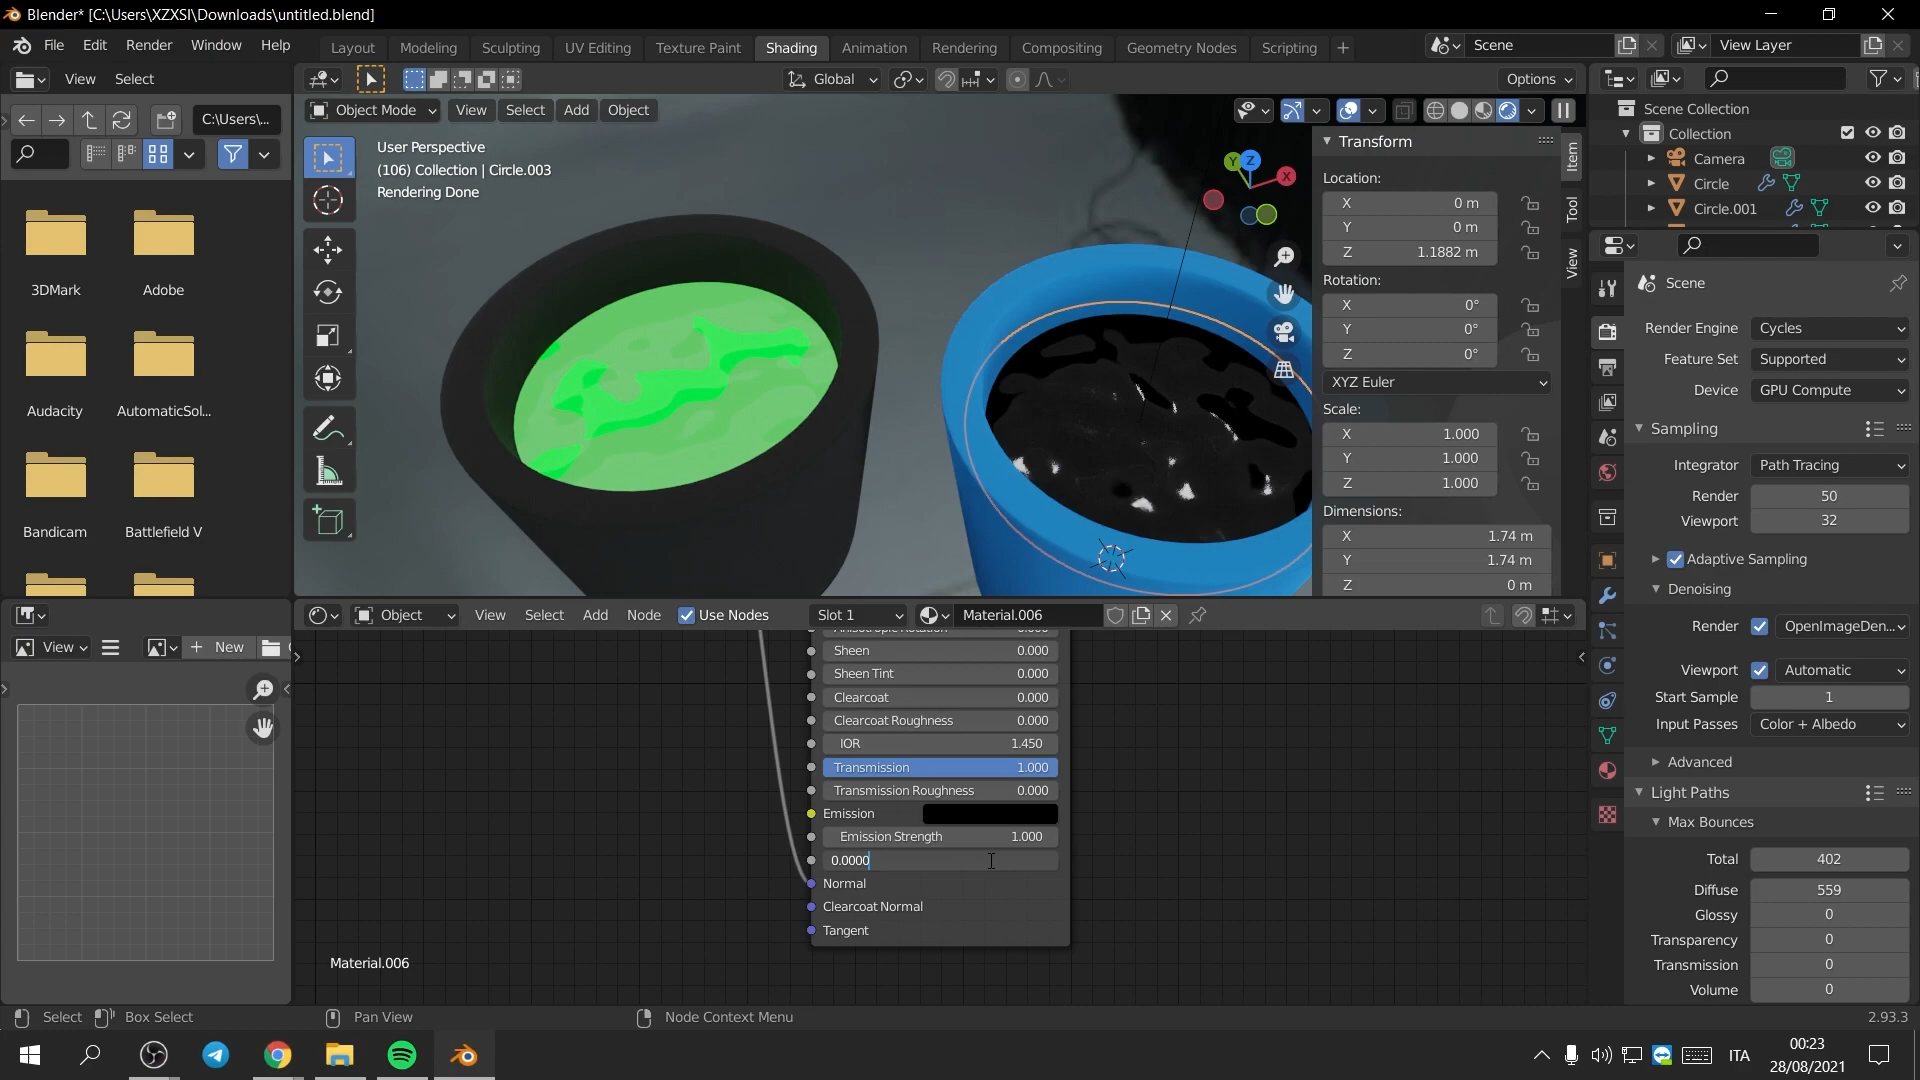 Blender* [C:\Users\XZXSI\Downloads\untitled.blend]
File Edit Render Window Help
Layout Modeling Sculpting UV Editing Texture Paint Shading Animation Rendering Compositing Geometry Nodes Scripting
Scene
View Layer
View Select
Global
Options
C:\Users\...
Object Mode View Select Add Object
User Perspective
(106) Collection | Circle.003
Rendering Done
3DMark
Adobe
Audacity
AutomaticSol...
Bandicam
Battlefield V
Y Z X
Transform
Location:
X 0 m
Y 0 m
Z 1.1882 m
Rotation:
X 0°
Y 0°
Z 0°
XYZ Euler
Scale:
X 1.000
Y 1.000
Z 1.000
Dimensions:
X 1.74 m
Y 1.74 m
Z 0 m
Item
Tool
View
Scene Collection
Collection
Camera
Circle
Circle.001
Scene
Render Engine Cycles
Feature Set Supported
Device GPU Compute
Sampling
Integrator Path Tracing
Render 50
Viewport 32
Adaptive Sampling
Denoising
Render OpenImageDen...
Viewport Automatic
Start Sample 1
Input Passes Color + Albedo
Advanced
Light Paths
Max Bounces
Total 402
Diffuse 559
Glossy 0
Transparency 0
Transmission 0
Volume 0
View
New
Object View Select Add Node Use Nodes Slot 1 Material.006
Anisotropic Rotation 0.000
Sheen 0.000
Sheen Tint 0.000
Clearcoat 0.000
Clearcoat Roughness 0.000
IOR 1.450
Transmission 1.000
Transmission Roughness 0.000
Emission
Emission Strength 1.000
0.0000
Normal
Clearcoat Normal
Tangent
Material.006
Select Box Select Pan View Node Context Menu 2.93.3
ITA
00:23
28/08/2021